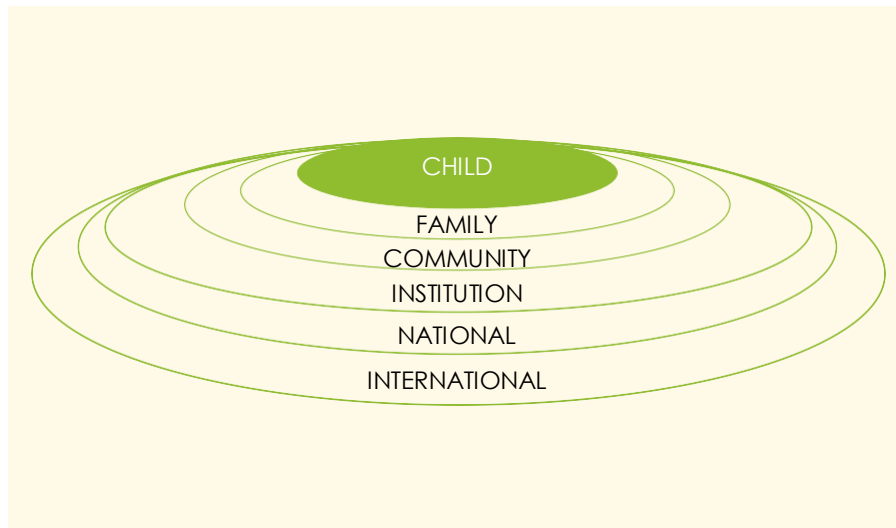 CHILD
FAMILY
COMMUNITY
INSTITUTION
NATIONAL
INTERNATIONAL